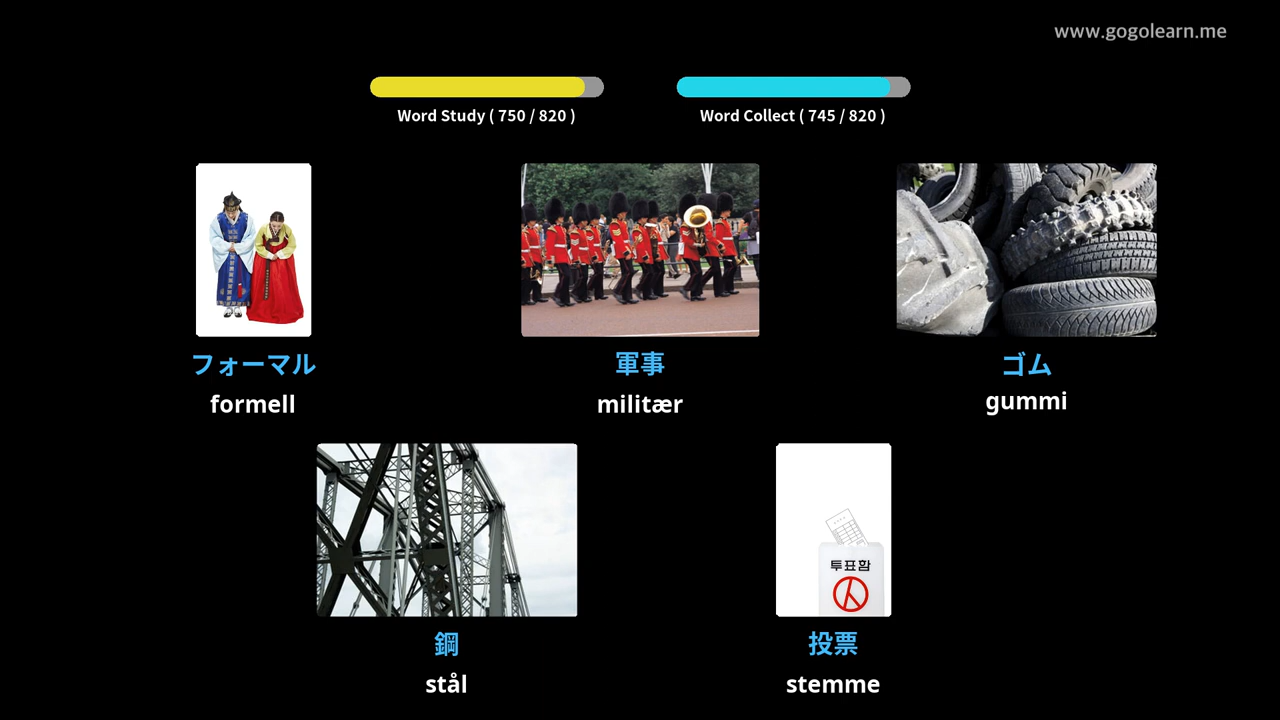 www.gogolearn.me
Word Study ( 750 / 820 )
Word Collect ( 745 / 820 )
フォーマル
formell
軍事
militær
ゴム
gummi
투표함
鋼
stål
投票
stemme